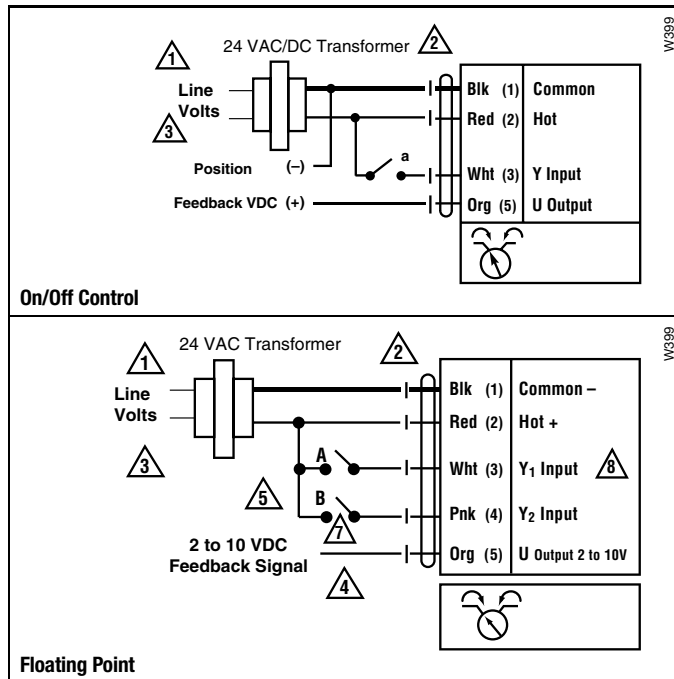 W399
24 VAC/DC Transformer 2
1
Line
Volts
3
Blk (1) Common
Red (2) Hot
a
Position (–)
Wht (3) Y Input
Feedback VDC (+)
Org (5) U Output
On/Off Control
W399
24 VAC Transformer
2
1
Line
Volts
3
Blk (1) Common –
Red (2) Hot +
A
Wht (3) Y1 Input 8
5
B
7
Pnk (4) Y2 Input
2 to 10 VDC
Feedback Signal
4
Org (5) U Output 2 to 10V
Floating Point